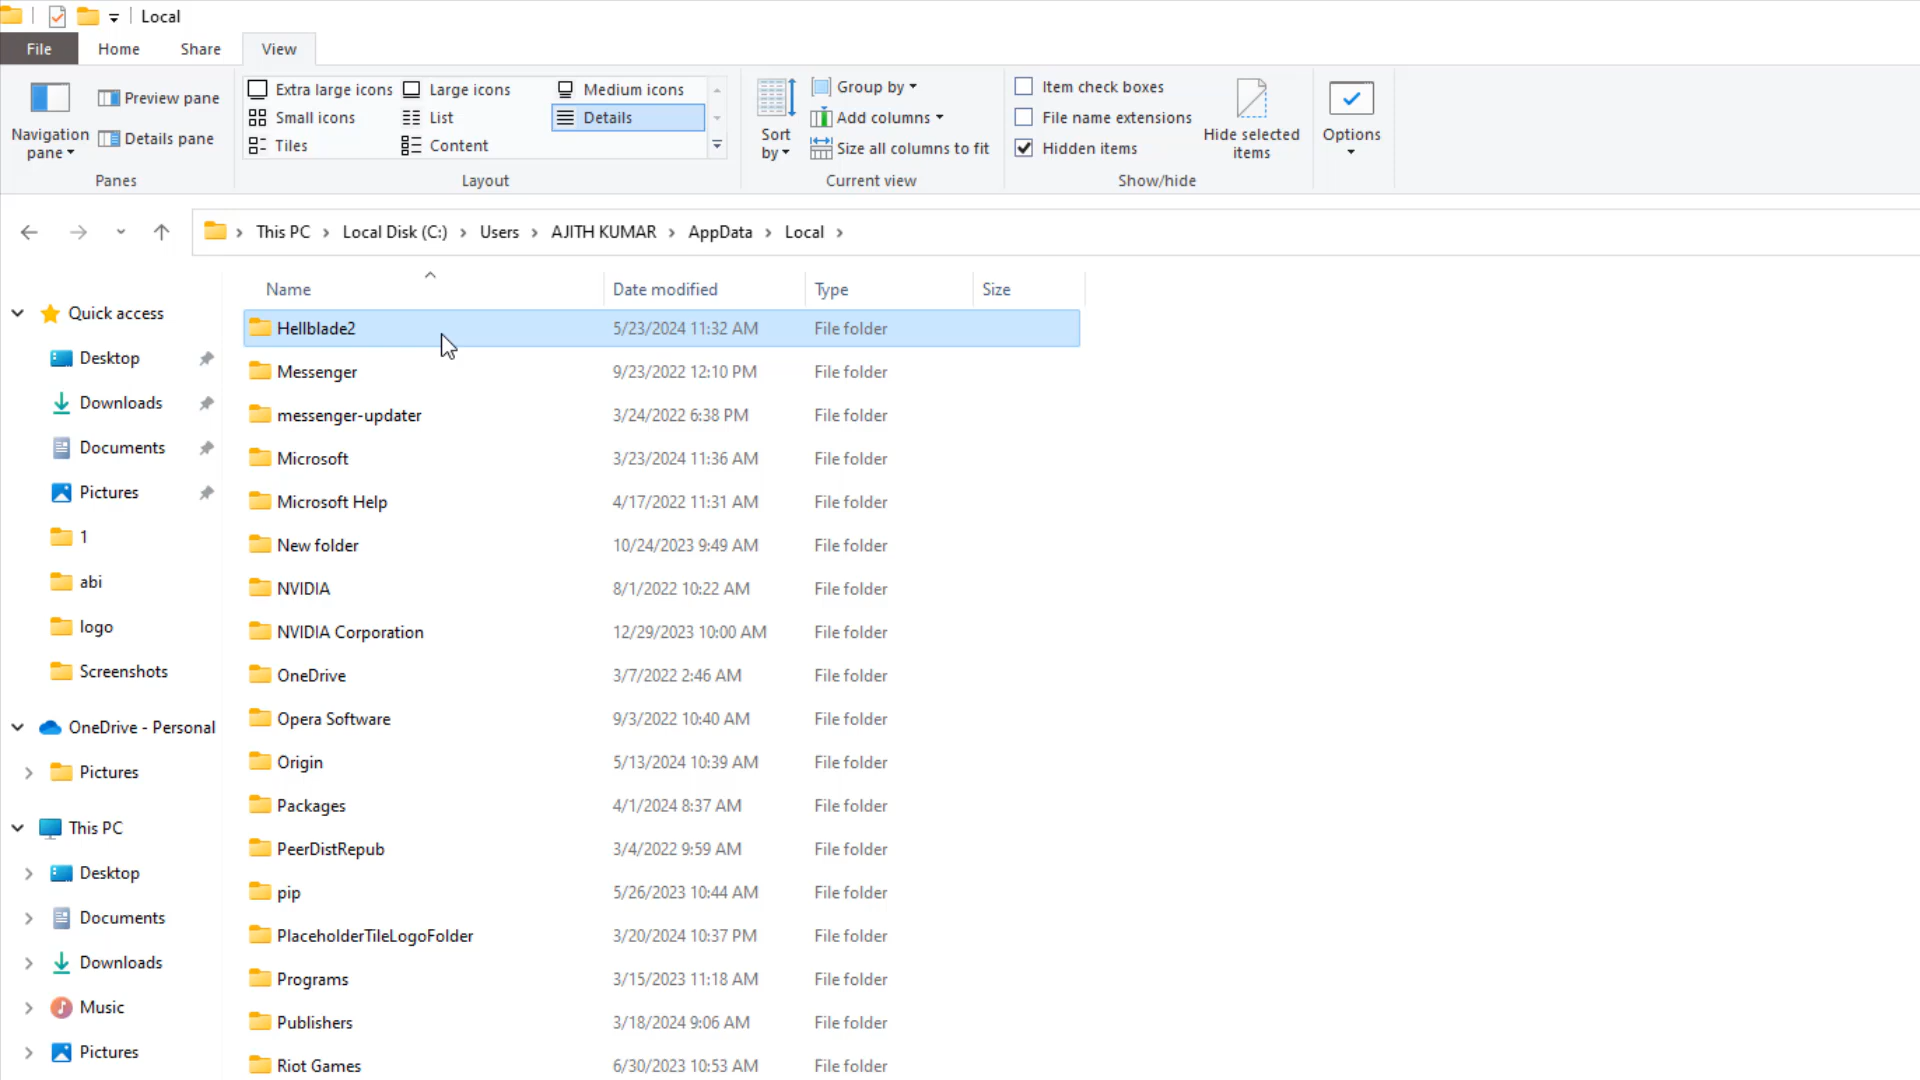 Local
File Home Share View
Navigation pane
Preview pane
Details pane
Panes
Extra large icons Large icons Medium icons
Small icons List Details
Tiles Content
Layout
Sort by
Group by
Add columns
Size all columns to fit
Current view
Item check boxes
File name extensions
Hidden items
Hide selected items
Show/hide
Options
This PC Local Disk (C:) Users AJITH KUMAR AppData Local
Quick access
Desktop
Downloads
Documents
Pictures
1
abi
logo
Screenshots
OneDrive - Personal
Pictures
This PC
Desktop
Documents
Downloads
Music
Pictures
Name Date modified Type Size
Hellblade2 5/23/2024 11:32 AM File folder
Messenger 9/23/2022 12:10 PM File folder
messenger-updater 3/24/2022 6:38 PM File folder
Microsoft 3/23/2024 11:36 AM File folder
Microsoft Help 4/17/2022 11:31 AM File folder
New folder 10/24/2023 9:49 AM File folder
NVIDIA 8/1/2022 10:22 AM File folder
NVIDIA Corporation 12/29/2023 10:00 AM File folder
OneDrive 3/7/2022 2:46 AM File folder
Opera Software 9/3/2022 10:40 AM File folder
Origin 5/13/2024 10:39 AM File folder
Packages 4/1/2024 8:37 AM File folder
PeerDistRepub 3/4/2022 9:59 AM File folder
pip 5/26/2023 10:44 AM File folder
PlaceholderTileLogoFolder 3/20/2024 10:37 PM File folder
Programs 3/15/2023 11:18 AM File folder
Publishers 3/18/2024 9:06 AM File folder
Riot Games 6/30/2023 10:53 AM File folder